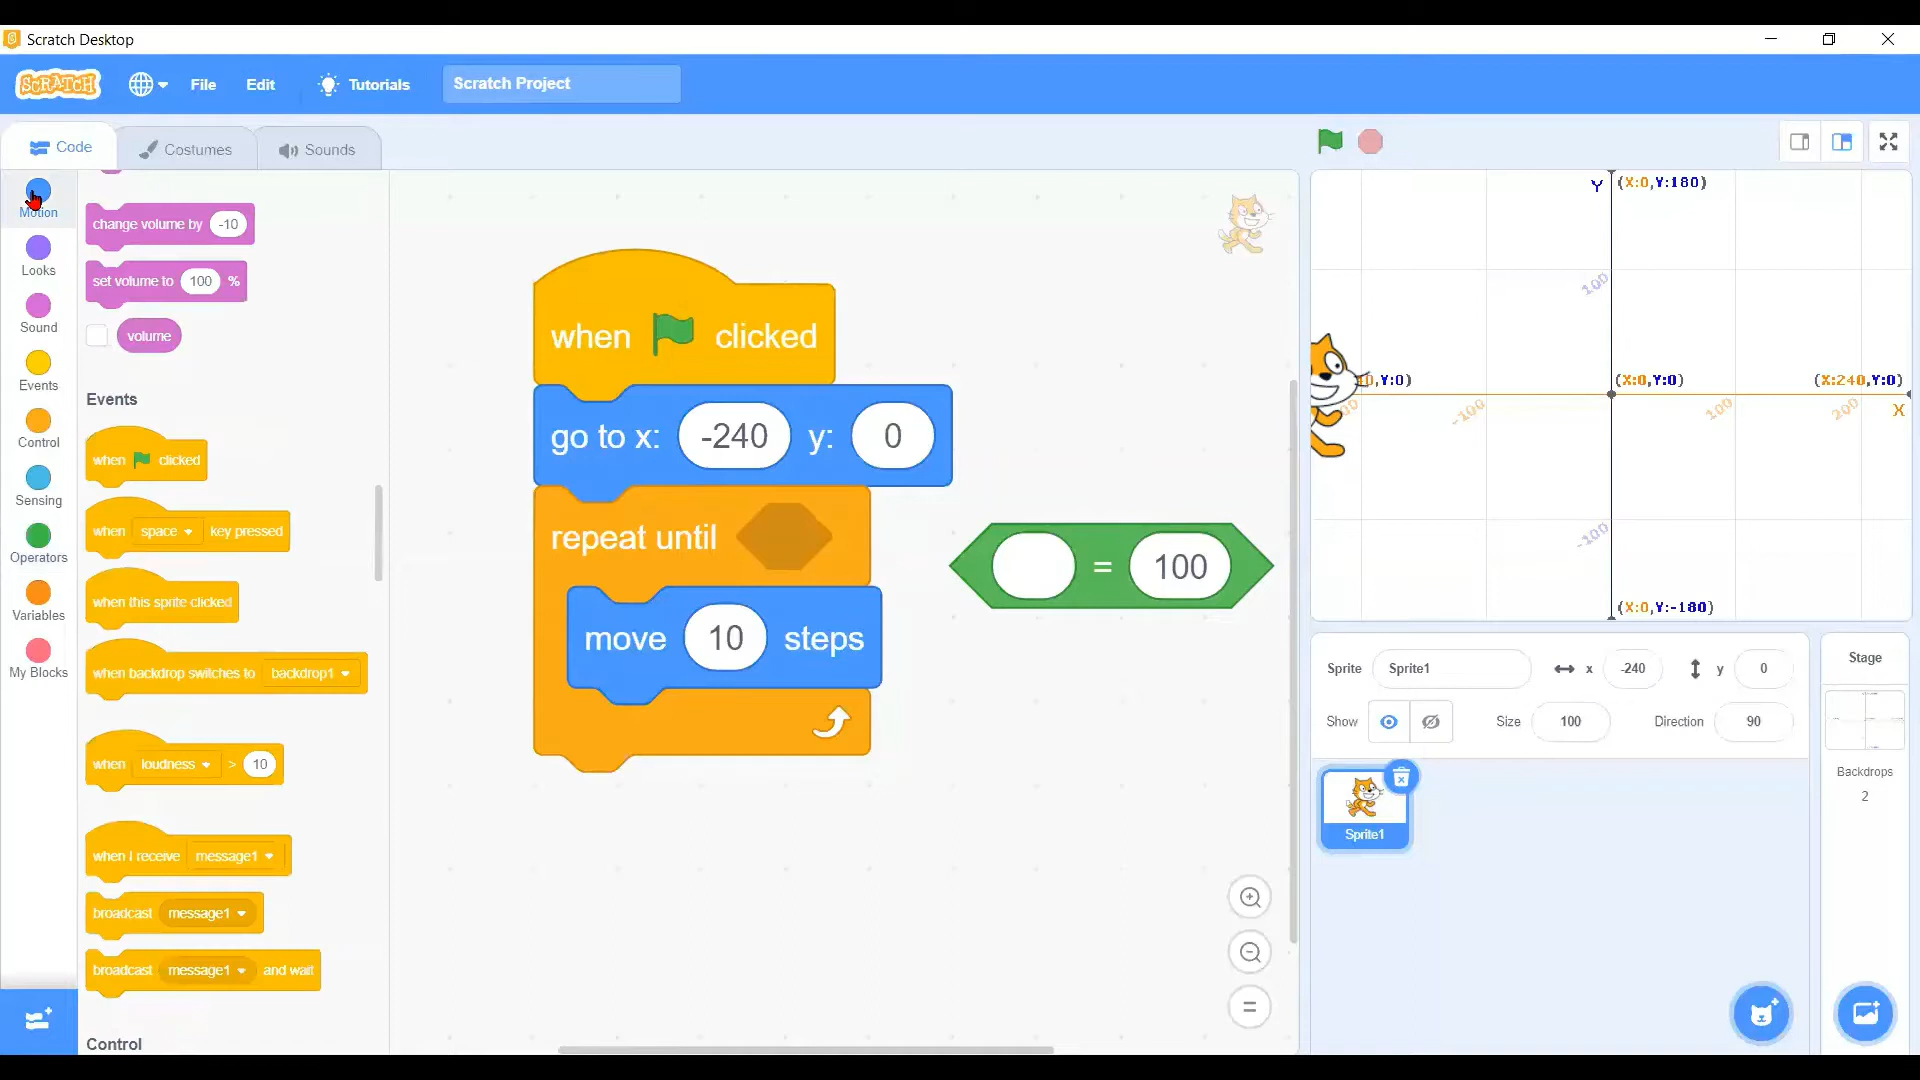 Scratch Desktop
SCRATCH
File
Edit
Tutorials
Scratch Project
Code
Costumes
Sounds
Motion
Looks
Sound
Events
Control
Sensing
Operators
Variables
My Blocks
change volume by -10
set volume to 100 %
volume
Events
when clicked
when space key pressed
when this sprite clicked
when backdrop switches to backdrop1
when loudness > 10
when I receive message1
broadcast message1
broadcast message1 and wait
Control
when clicked
go to x: -240 y: 0
repeat until
move 10 steps
= 100
Y (X:0,Y:180)
100
,Y:0)
(X:0,Y:0)
(X:240,Y:0)
-100
100
200
X
-100
(X:0,Y:-180)
Sprite Sprite1 x -240 y 0
Show Size 100 Direction 90
Sprite1
Stage
Backdrops
2